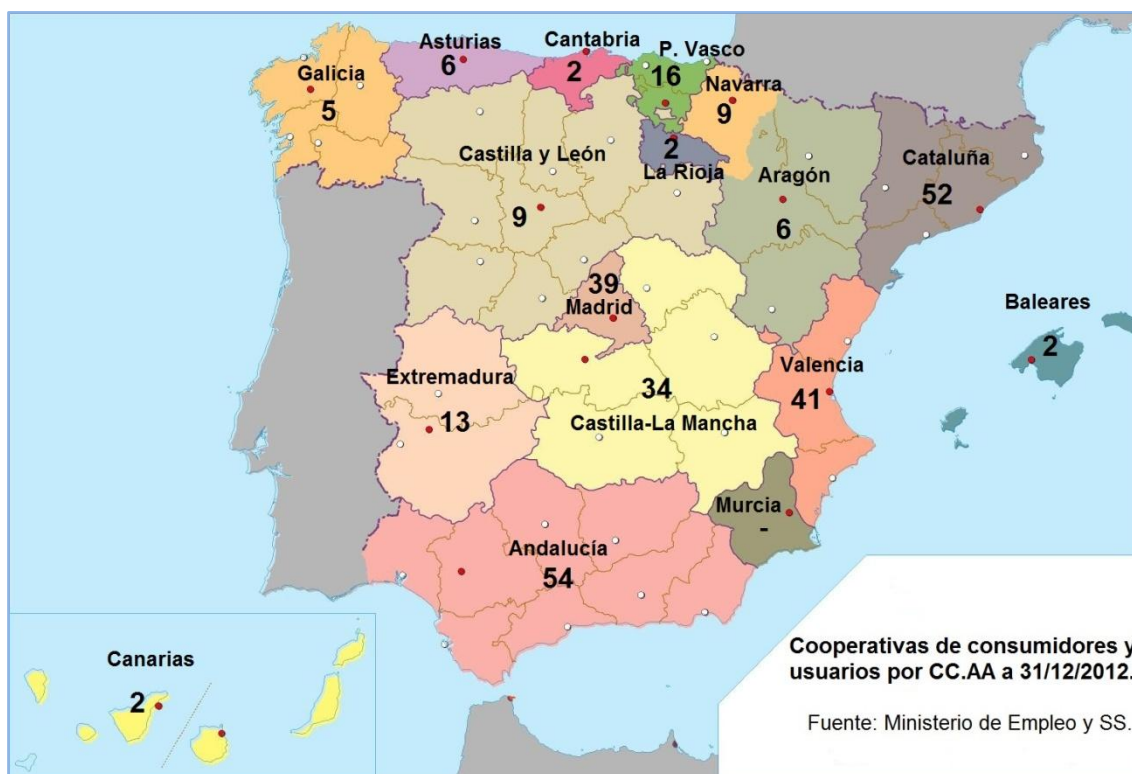 Asturias
6
Cantabria
2
P. Vasco
16
Galicia
5
Navarra
9
Castilla y León
9
2
La Rioja
Aragón
6
Cataluña
52
39
Madrid
Baleares
2
Extremadura
13
34
Castilla-La Mancha
Valencia
41
Murcia
-
Andalucía
54
Canarias
2
Cooperativas de consumidores y
usuarios por CC.AA a 31/12/2012.
Fuente: Ministerio de Empleo y SS.